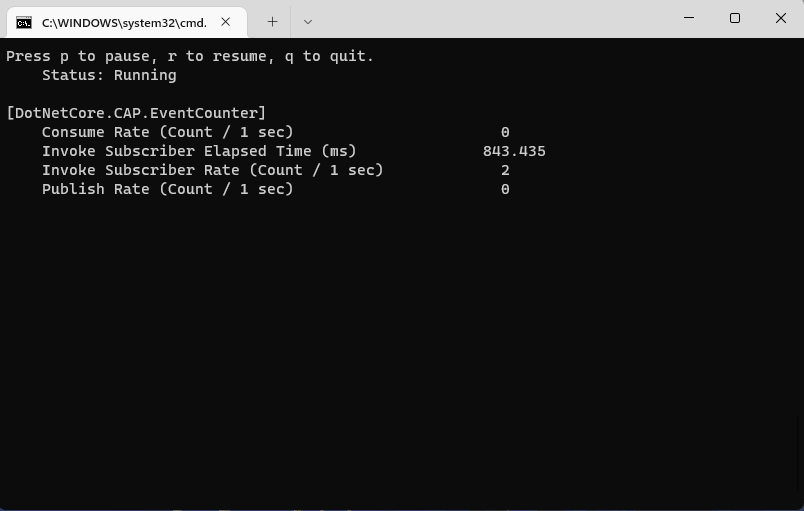 C:\WINDOWS\system32\cmd.
Press p to pause, r to resume, q to quit.
Status: Running
[DotNetCore.CAP.EventCounter]
Consume Rate (Count / 1 sec) 0
Invoke Subscriber Elapsed Time (ms) 843.435
Invoke Subscriber Rate (Count / 1 sec) 2
Publish Rate (Count / 1 sec) 0